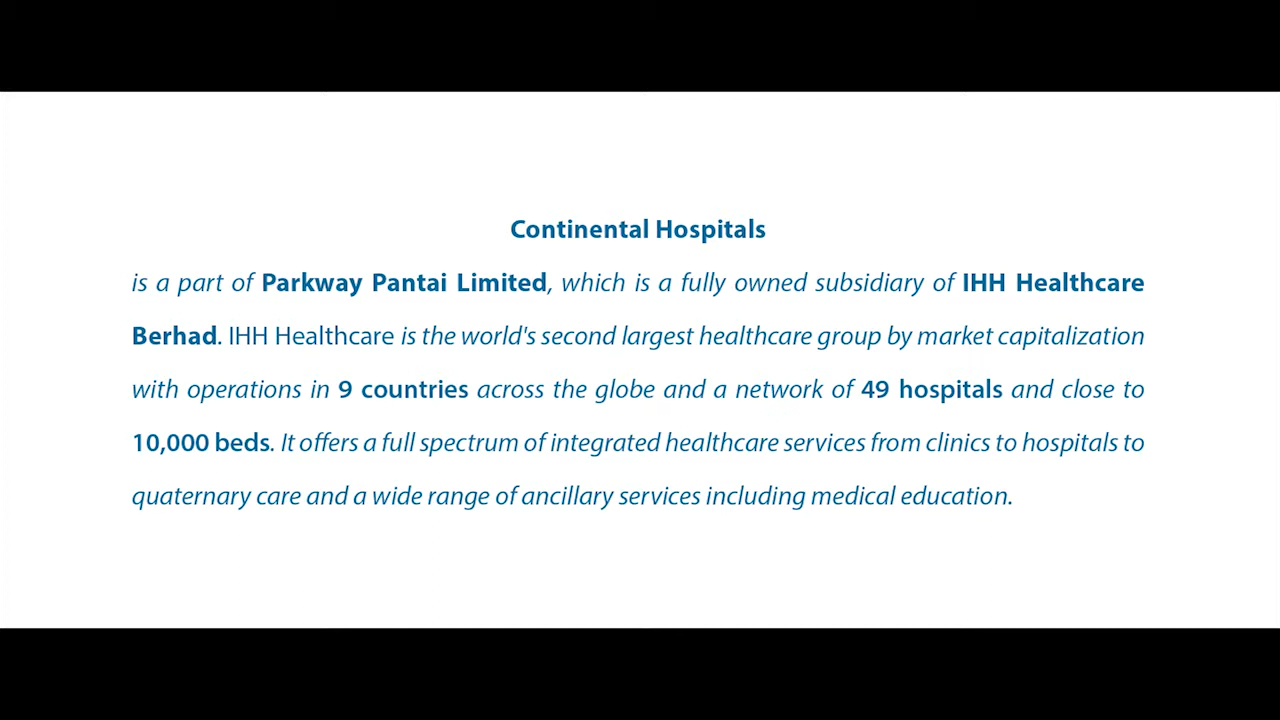 Continental Hospitals
is a part of Parkway Pantai Limited, which is a fully owned subsidiary of IHH Healthcare
Berhad. IHH Healthcare is the world's second largest healthcare group by market capitalization
with operations in 9 countries across the globe and a network of 49 hospitals and close to
10,000 beds. It offers a full spectrum of integrated healthcare services from clinics to hospitals to
quaternary care and a wide range of ancillary services including medical education.